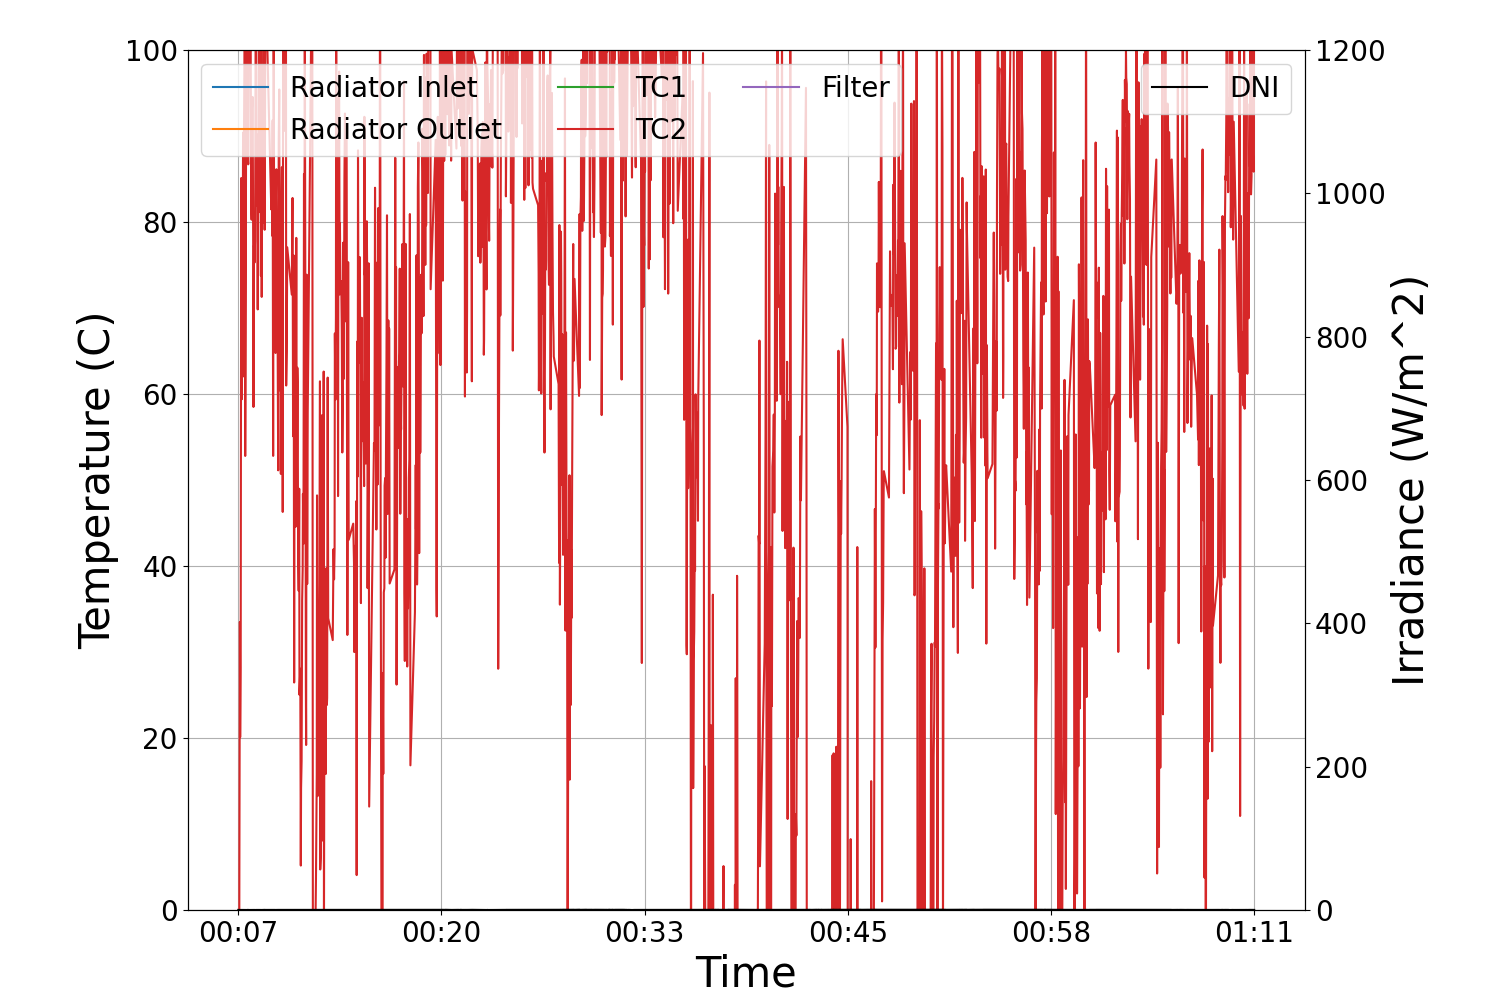 100
80
60
40
20
0
Temperature (C)
Radiator Inlet
Radiator Outlet
TC1
TC2
Filter
DNI
1200
1000
800
600
400
200
0
Irradiance (W/m^2)
00:07 00:20 00:33 00:45 00:58 01:11
Time